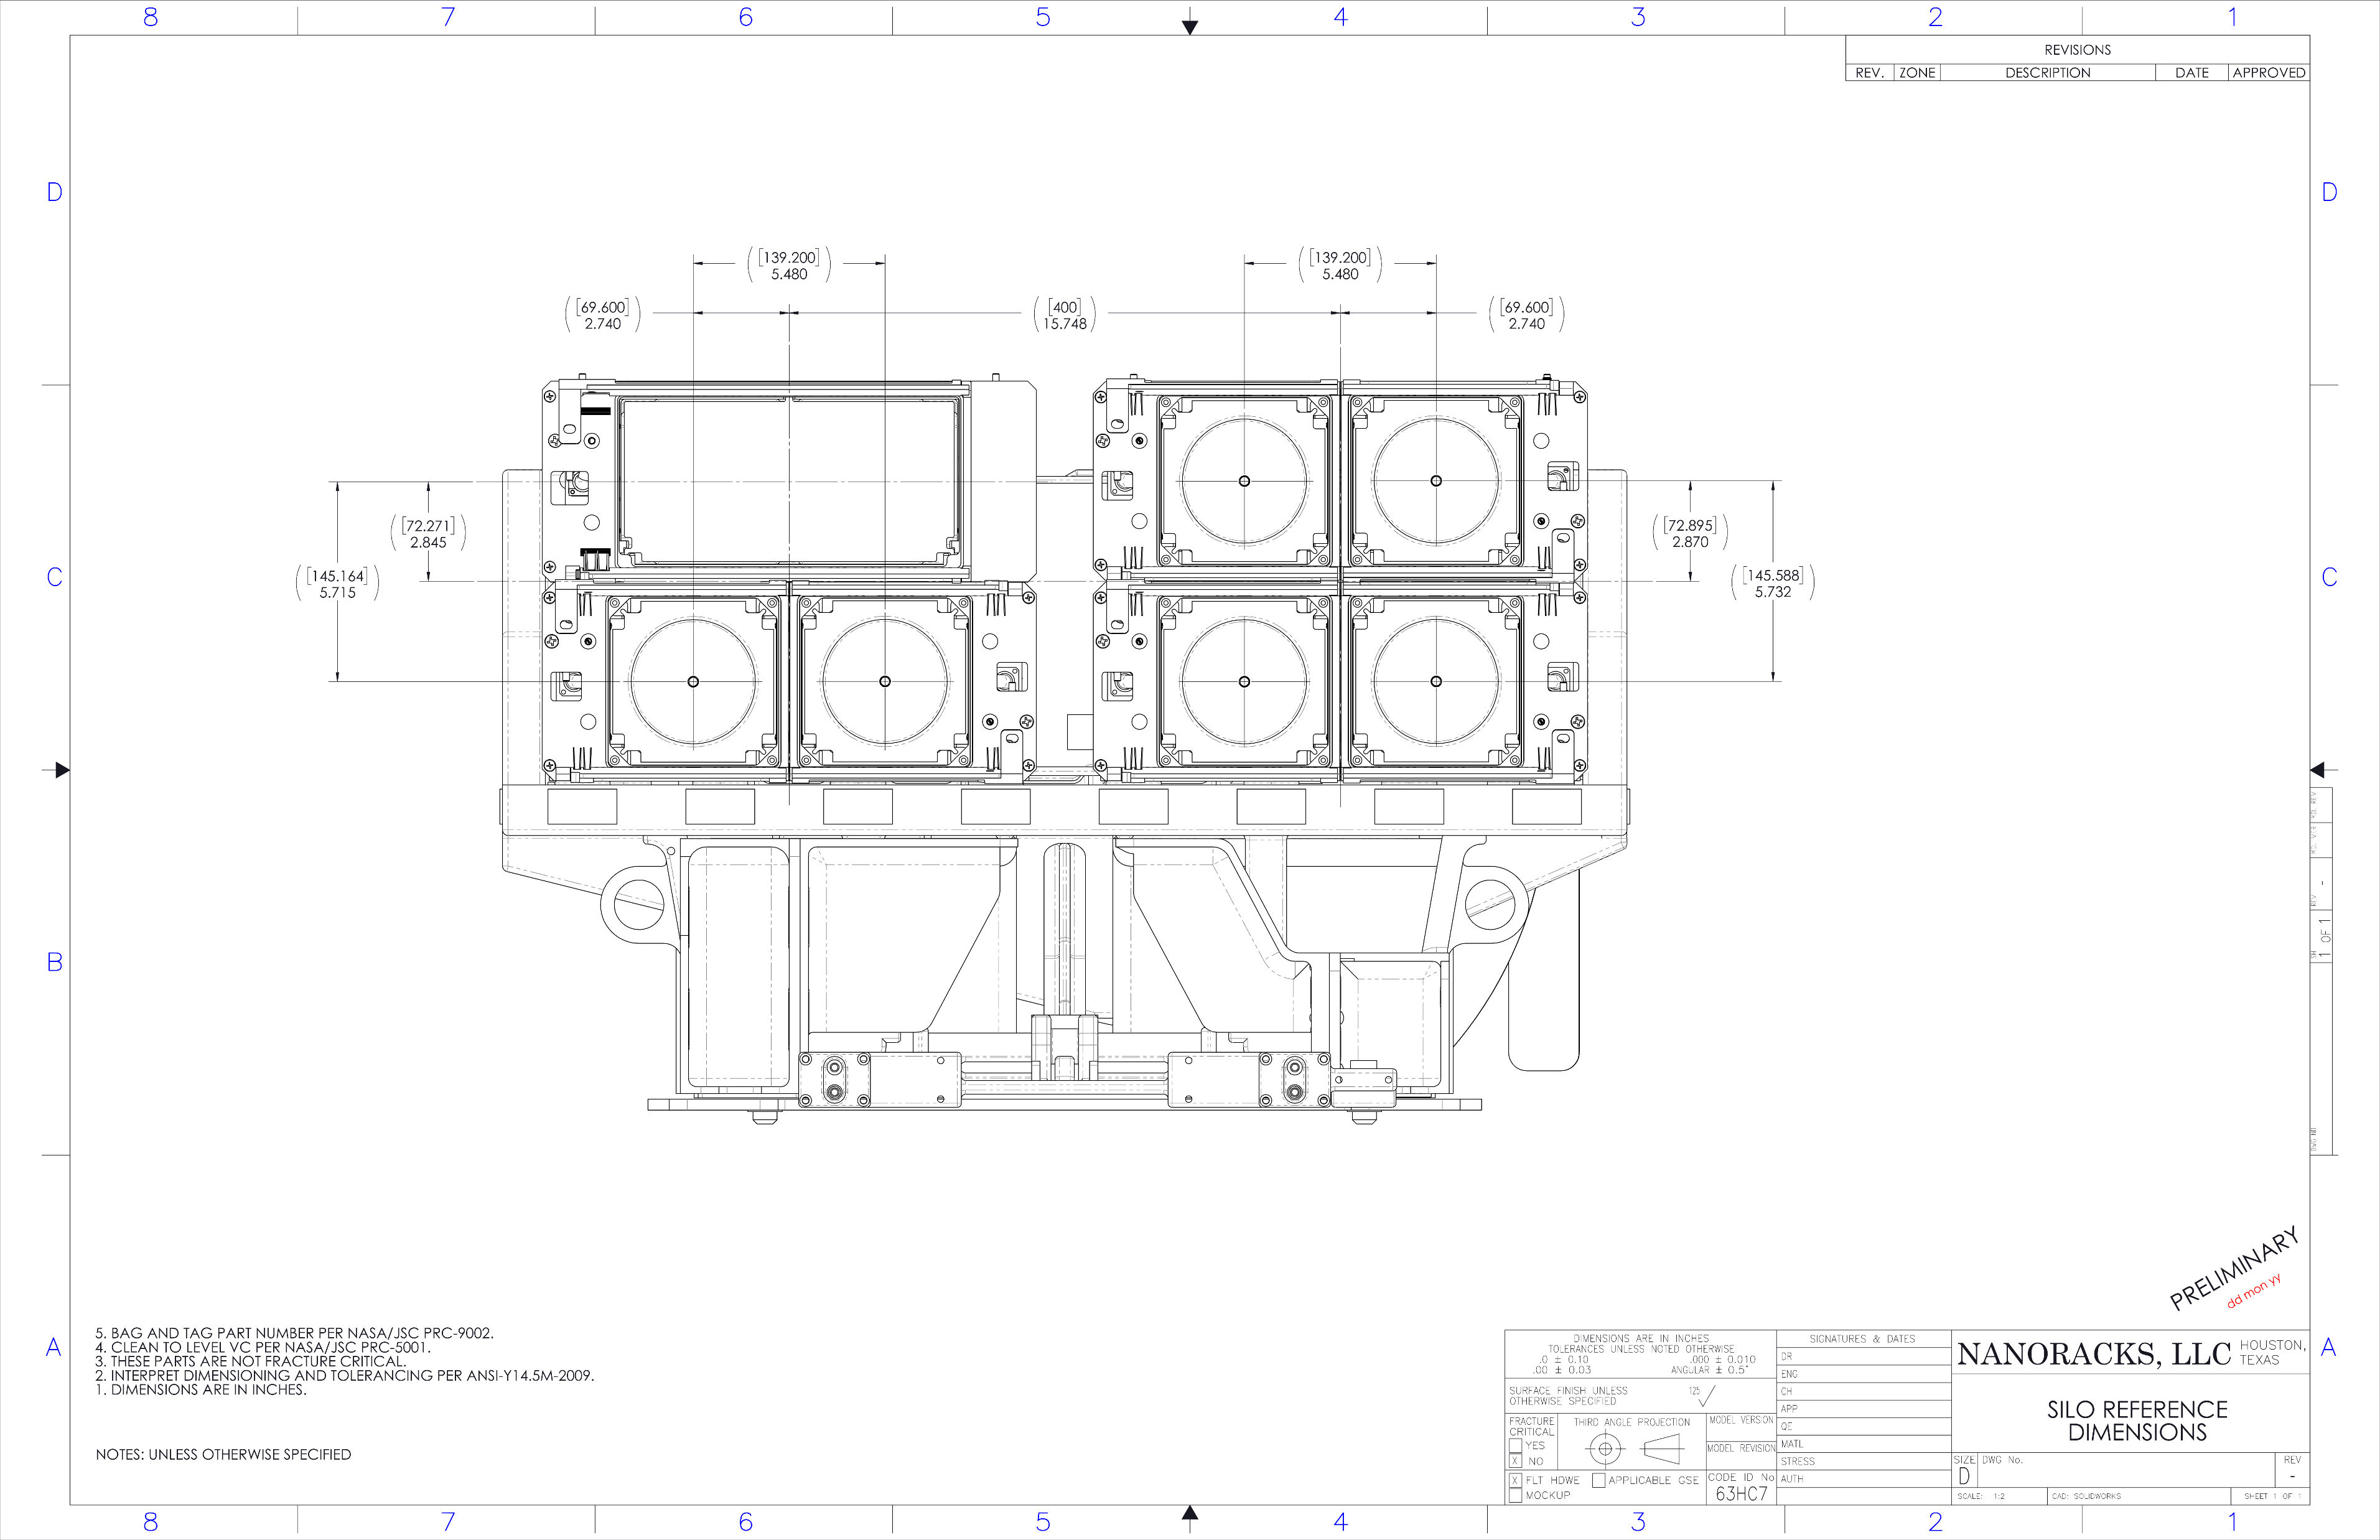 8 7 6 5 4 3 2 1
REVISIONS
REV. ZONE DESCRIPTION DATE APPROVED
D D
[139.200]
5.480
[139.200]
5.480
[69.600]
2.740
[400]
15.748
[69.600]
2.740
[72.271]
2.845
[145.164]
5.715
[72.895]
2.870
[145.588]
5.732
C C
B
REV -
SH 1 OF 1
DWG NO
PRELIMINARY
dd mon yy
A A
5. BAG AND TAG PART NUMBER PER NASA/JSC PRC-9002.
4. CLEAN TO LEVEL VC PER NASA/JSC PRC-5001.
3. THESE PARTS ARE NOT FRACTURE CRITICAL.
2. INTERPRET DIMENSIONING AND TOLERANCING PER ANSI-Y14.5M-2009.
1. DIMENSIONS ARE IN INCHES.
NOTES: UNLESS OTHERWISE SPECIFIED
DIMENSIONS ARE IN INCHES
TOLERANCES UNLESS NOTED OTHERWISE
.0 ± 0.10 .000 ± 0.010
.00 ± 0.03 ANGULAR ± 0.5°
SURFACE FINISH UNLESS
OTHERWISE SPECIFIED
125
FRACTURE
CRITICAL
YES
X NO
THIRD ANGLE PROJECTION
MODEL VERSION
MODEL REVISION
X FLT HDWE APPLICABLE GSE
MOCKUP
CODE ID No
63HC7
SIGNATURES & DATES
DR
ENG
CH
APP
QE
MATL
STRESS
AUTH
NANORACKS, LLC HOUSTON,
TEXAS
SILO REFERENCE
DIMENSIONS
SIZE DWG No. REV
D -
SCALE: 1:2 CAD: SOLIDWORKS SHEET 1 OF 1
8 7 6 5 4 3 2 1